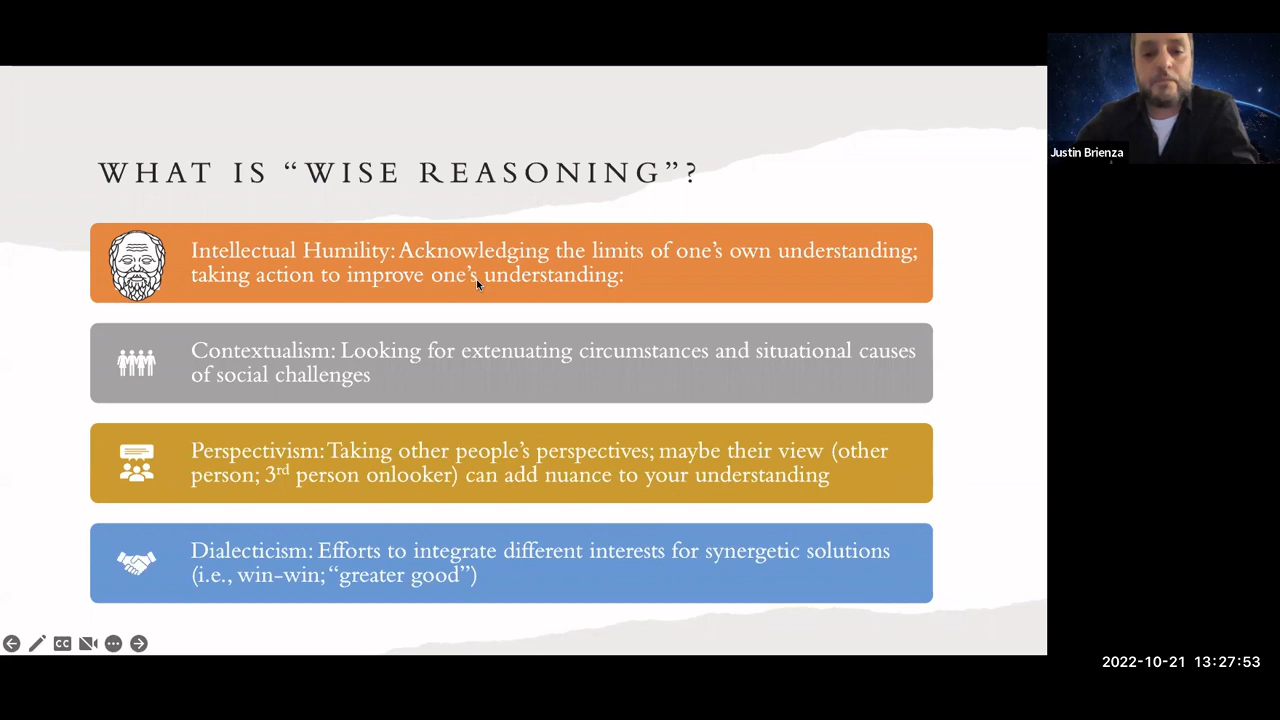 WHAT IS “WISE REASONING”?
Intellectual Humility: Acknowledging the limits of one’s own understanding;
taking action to improve one’s understanding:
Contextualism: Looking for extenuating circumstances and situational causes
of social challenges
Perspectivism: Taking other people’s perspectives; maybe their view (other
person; 3rd person onlooker) can add nuance to your understanding
Dialecticism: Efforts to integrate different interests for synergetic solutions
(i.e., win-win; “greater good”)
CC
Justin Brienza
2022-10-21 13:27:53